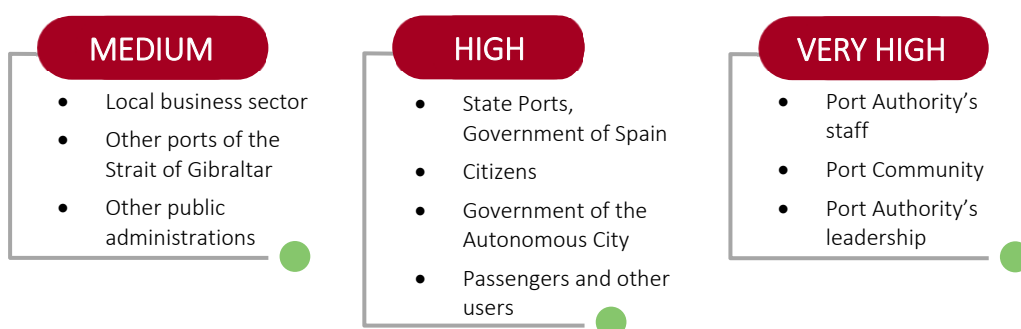 MEDIUM
• Local business sector
• Other ports of the
Strait of Gibraltar
• Other public
administrations
HIGH
• State Ports,
Government of Spain
• Citizens
• Government of the
Autonomous City
• Passengers and other
users
VERY HIGH
• Port Authority’s
staff
• Port Community
• Port Authority’s
leadership